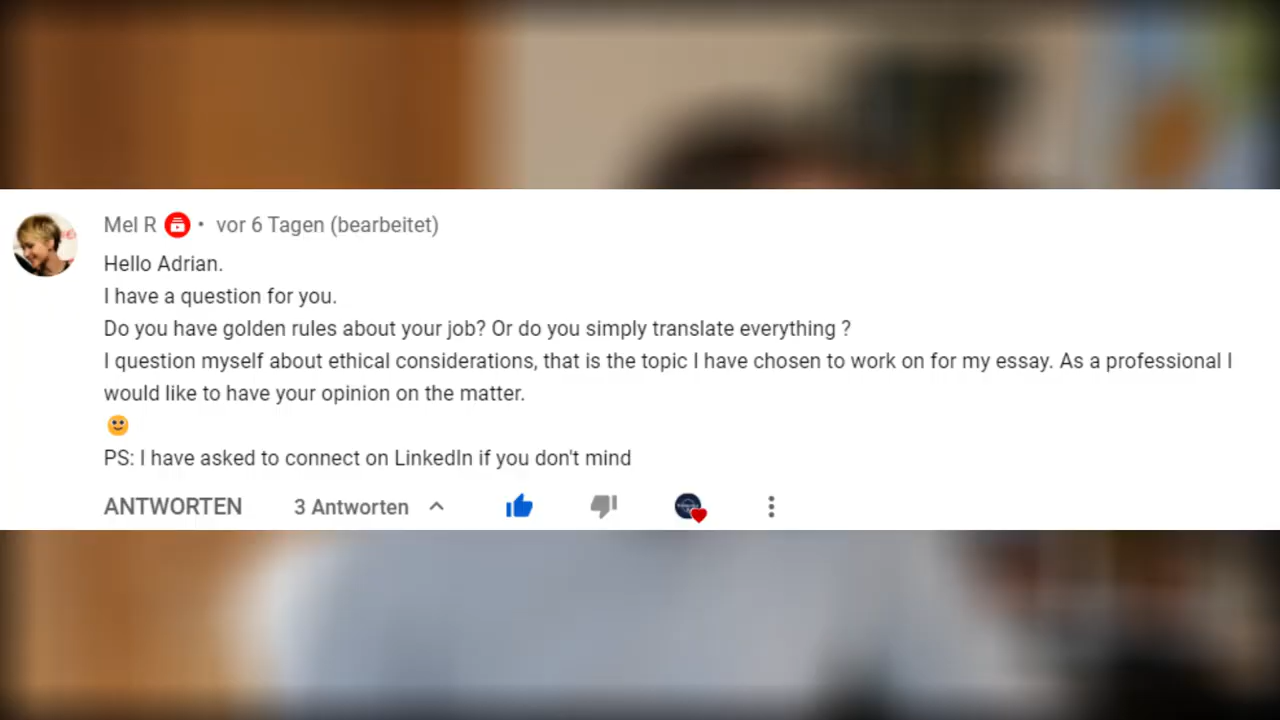 Mel R • vor 6 Tagen (bearbeitet)
Hello Adrian.
I have a question for you.
Do you have golden rules about your job? Or do you simply translate everything ?
I question myself about ethical considerations, that is the topic I have chosen to work on for my essay. As a professional I
would like to have your opinion on the matter.
🙂
PS: I have asked to connect on LinkedIn if you don't mind
ANTWORTEN 3 Antworten